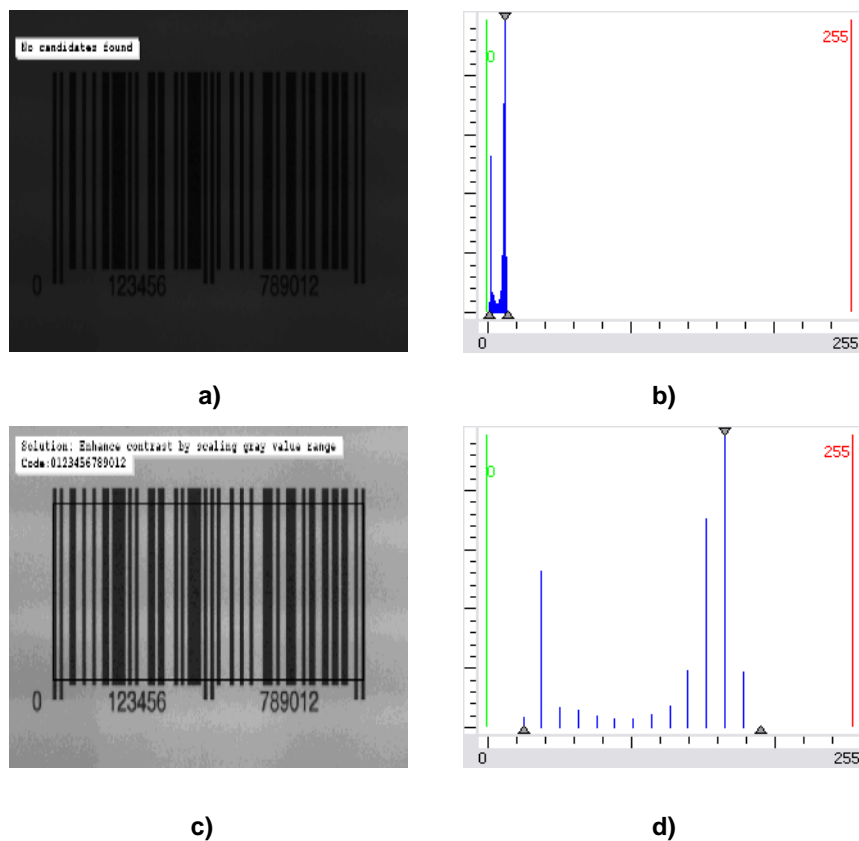 No candidates found
0 123456 789012
0
255
0 255
a)
b)
Solution: Enhance contrast by scaling gray value range
Code:0123456789012
0 123456 789012
0
255
0 255
c)
d)